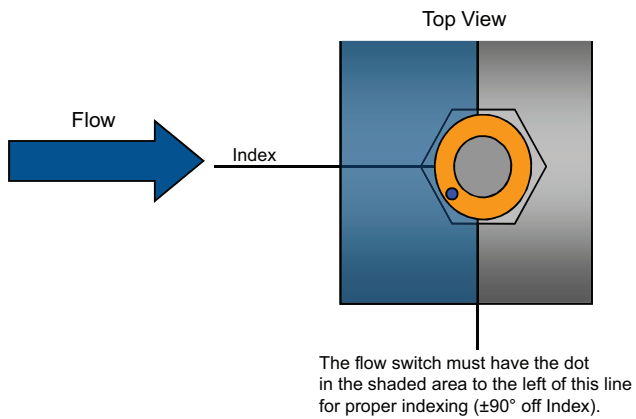 Top View
Flow
Index
The flow switch must have the dot
in the shaded area to the left of this line
for proper indexing (±90° off Index).